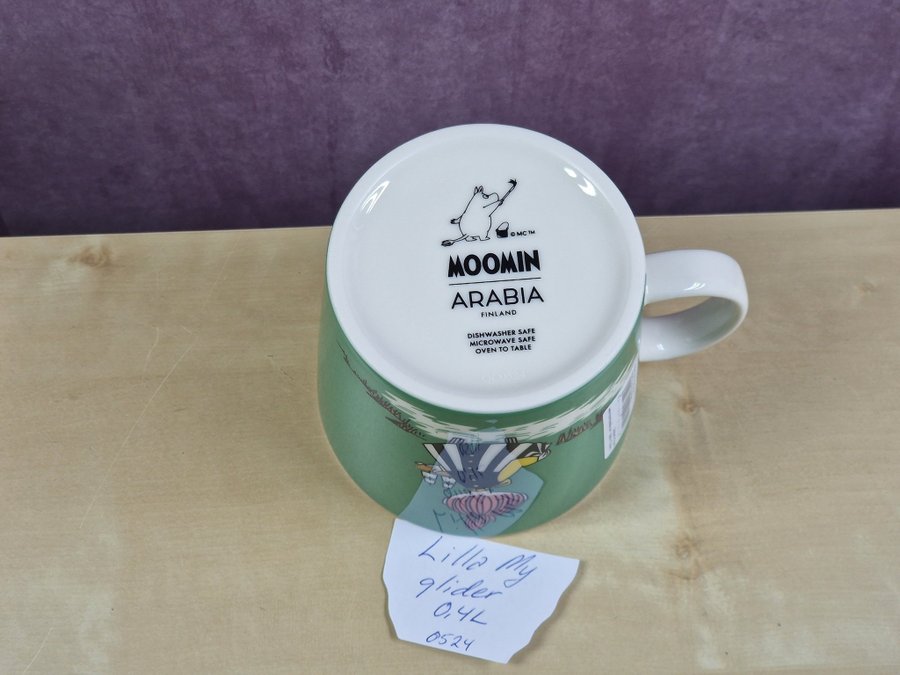 © MC™
MOOMIN
ARABIA
FINLAND
DISHWASHER SAFE
MICROWAVE SAFE
OVEN TO TABLE
Lilla My
glider
0,4L
0524